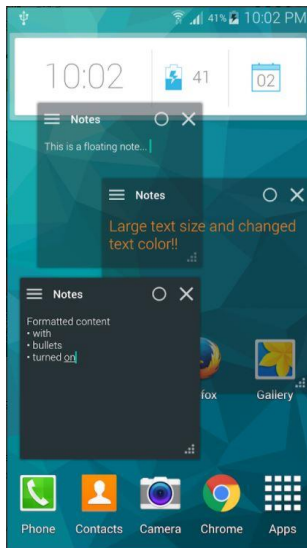 41% 10:02 PM
10:02
41
02
Notes
This is a floating note...
Notes
Large text size and changed
text color!!
Notes
Formatted content
• with
• bullets
• turned on
fox
Gallery
Phone
Contacts
Camera
Chrome
Apps